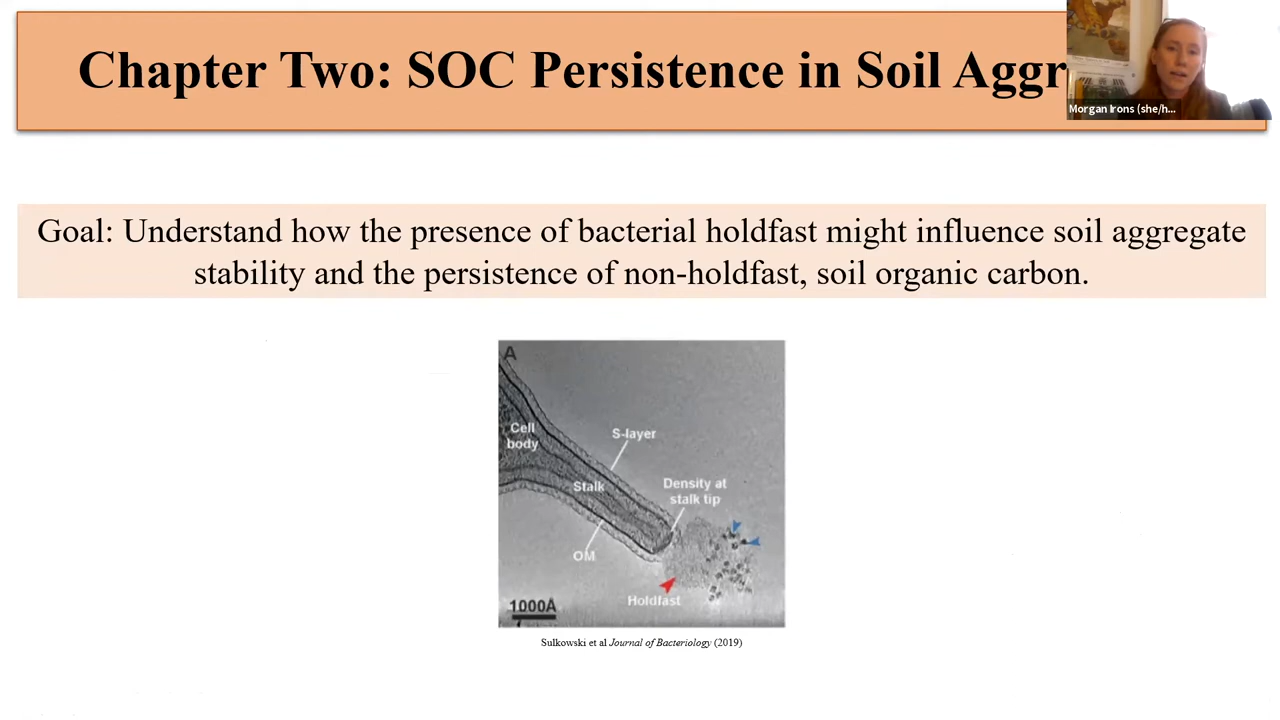 Chapter Two: SOC Persistence in Soil Aggr
Morgan Irons (she/h...
Goal: Understand how the presence of bacterial holdfast might influence soil aggregate
stability and the persistence of non-holdfast, soil organic carbon.
A
Cell
body
S-layer
Stalk
Density at
stalk tip
OM
Holdfast
1000Å
Sulkowski et al Journal of Bacteriology (2019)